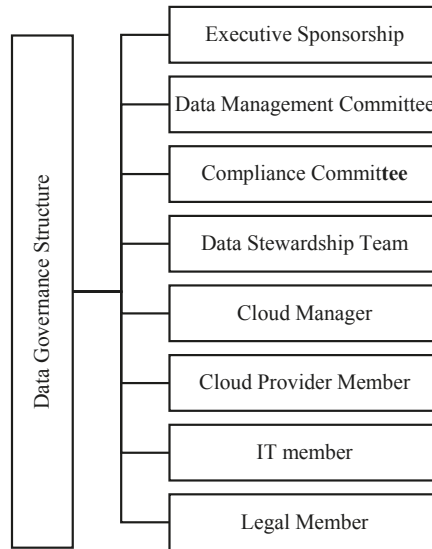 Data Governance Structure
Executive Sponsorship
Data Management Committee
Compliance Committee
Data Stewardship Team
Cloud Manager
Cloud Provider Member
IT member
Legal Member